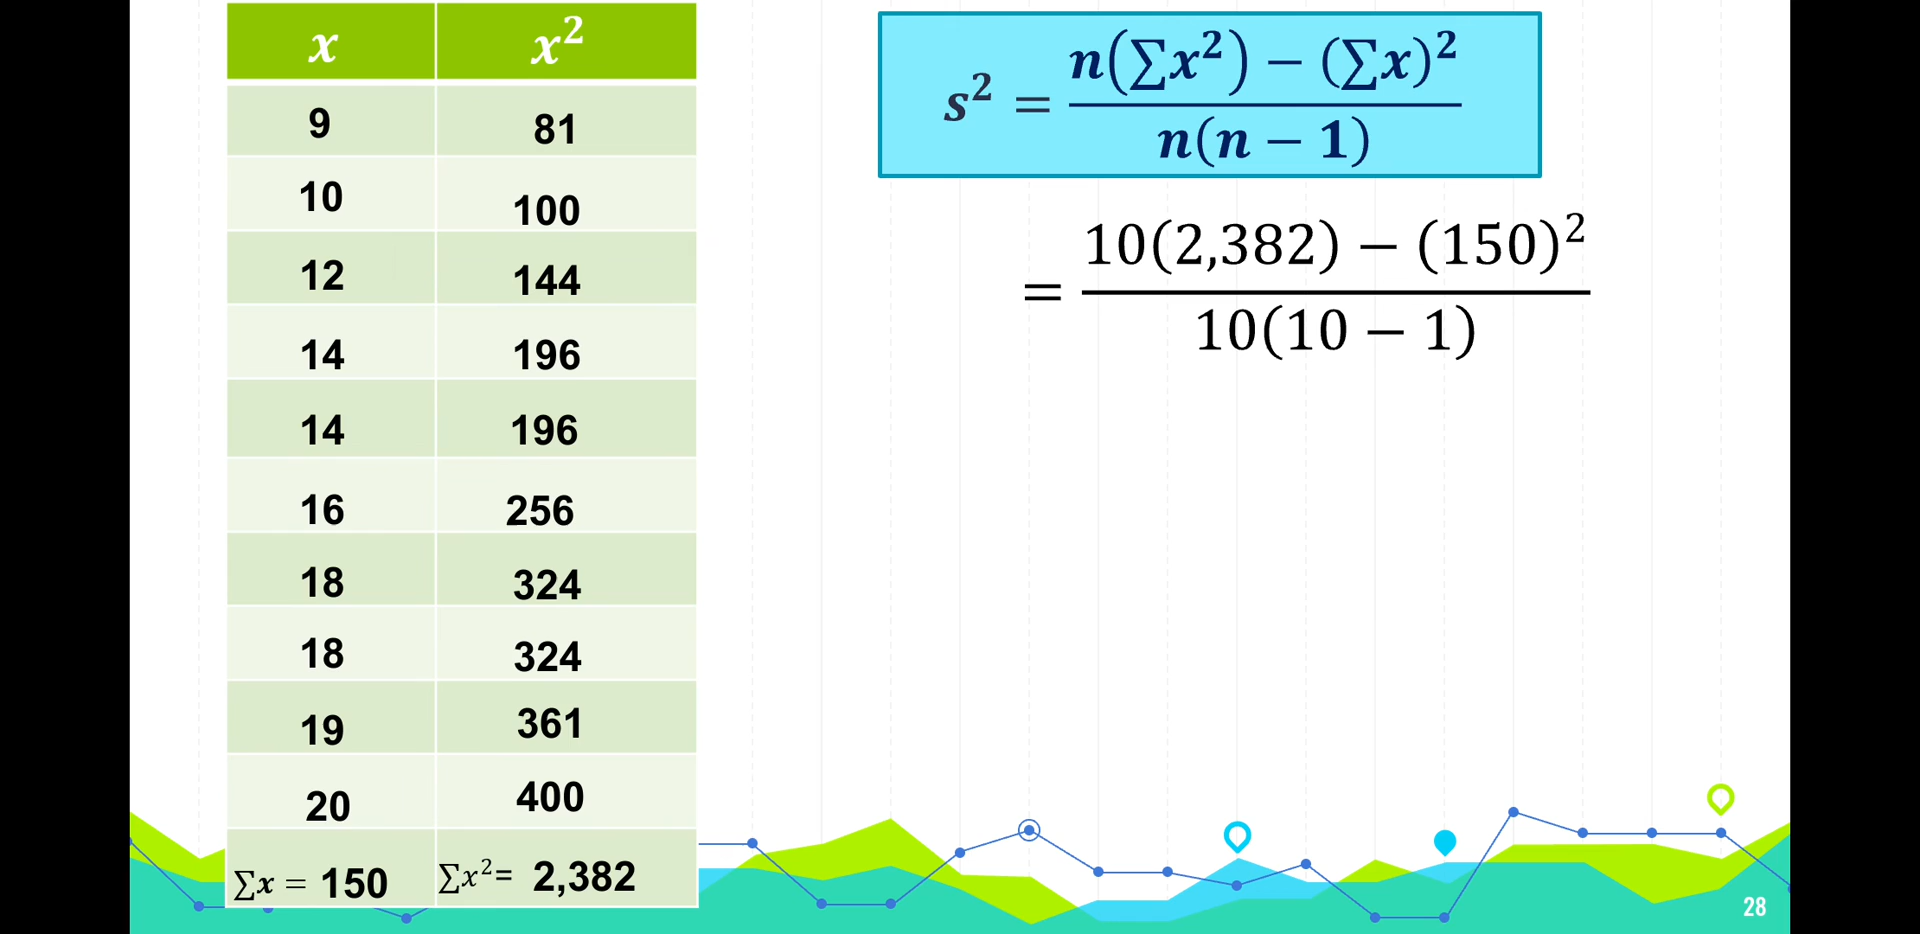 x x²
9 81
10 100
12 144
14 196
14 196
16 256
18 324
18 324
19 361
20 400
∑x = 150 ∑x²= 2,382
s² = n(∑x²) − (∑x)² / n(n − 1)
= 10(2,382) − (150)² / 10(10 − 1)
28